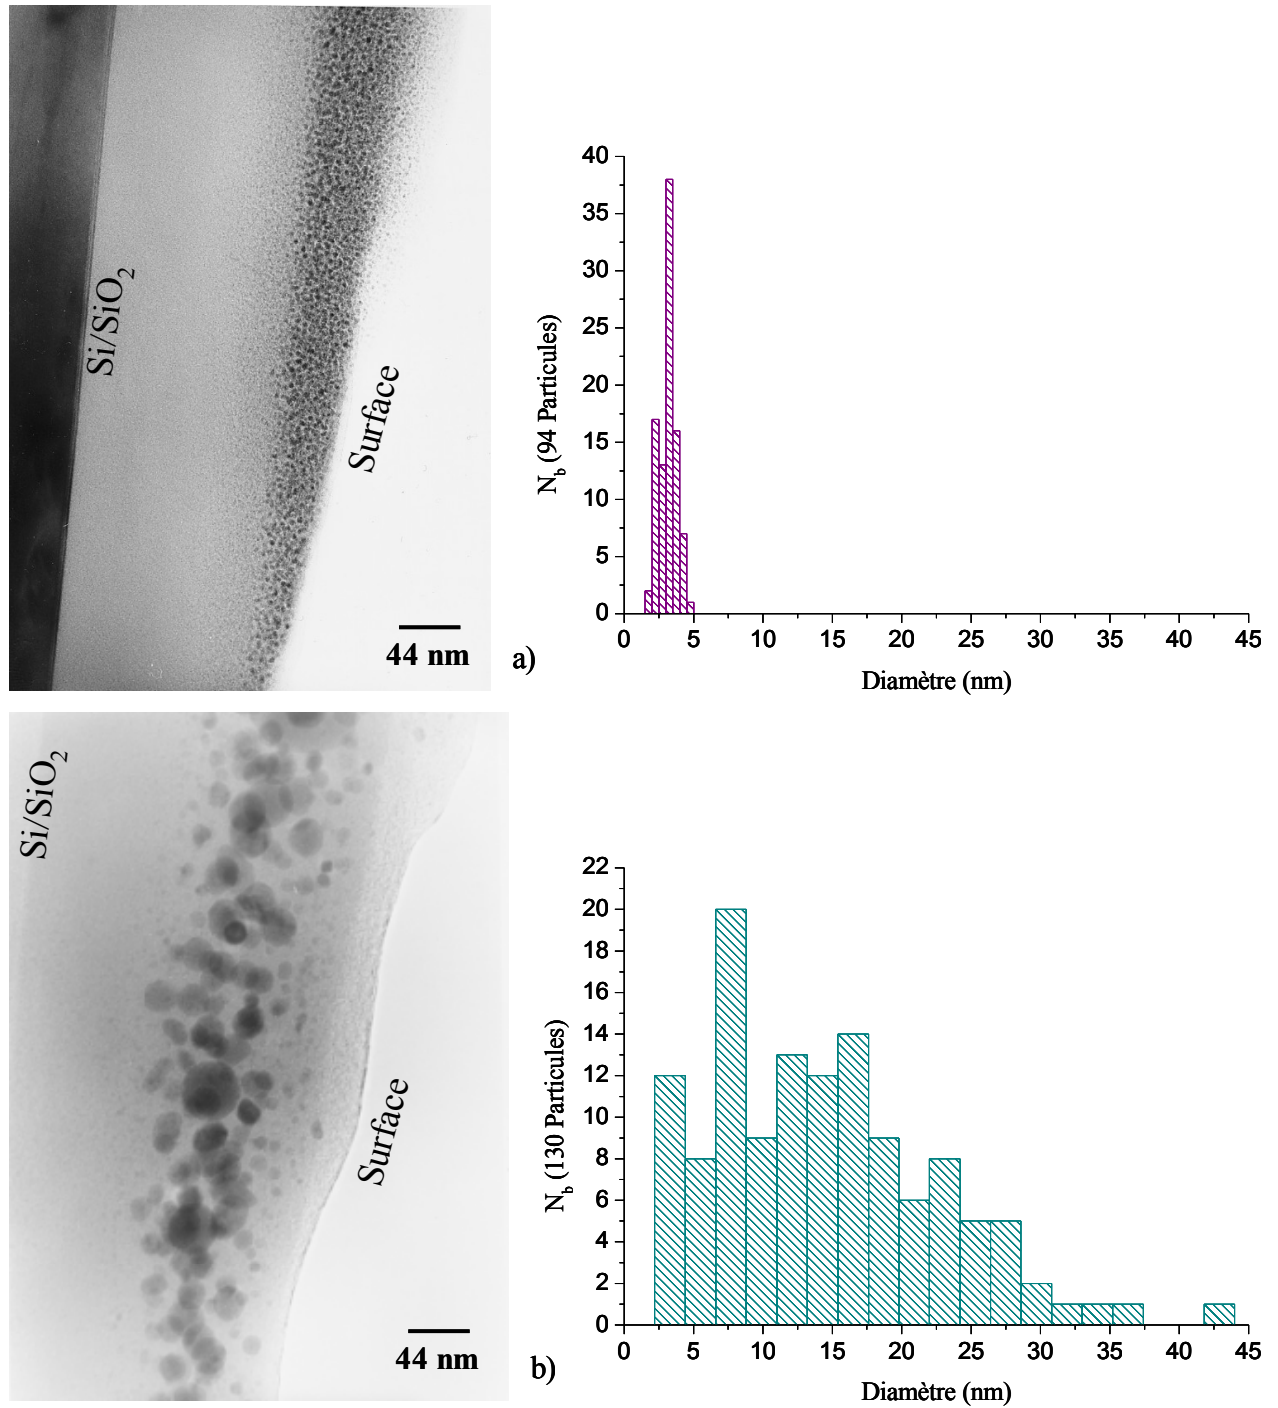 Si/SiO2
Surface
44 nm
a)
40
35
30
25
20
15
10
5
0
0 5 10 15 20 25 30 35 40 45
Nb (94 Particules)
Diamètre (nm)
Si/SiO2
Surface
44 nm
b)
22
20
18
16
14
12
10
8
6
4
2
0
0 5 10 15 20 25 30 35 40 45
Nb (130 Particules)
Diamètre (nm)